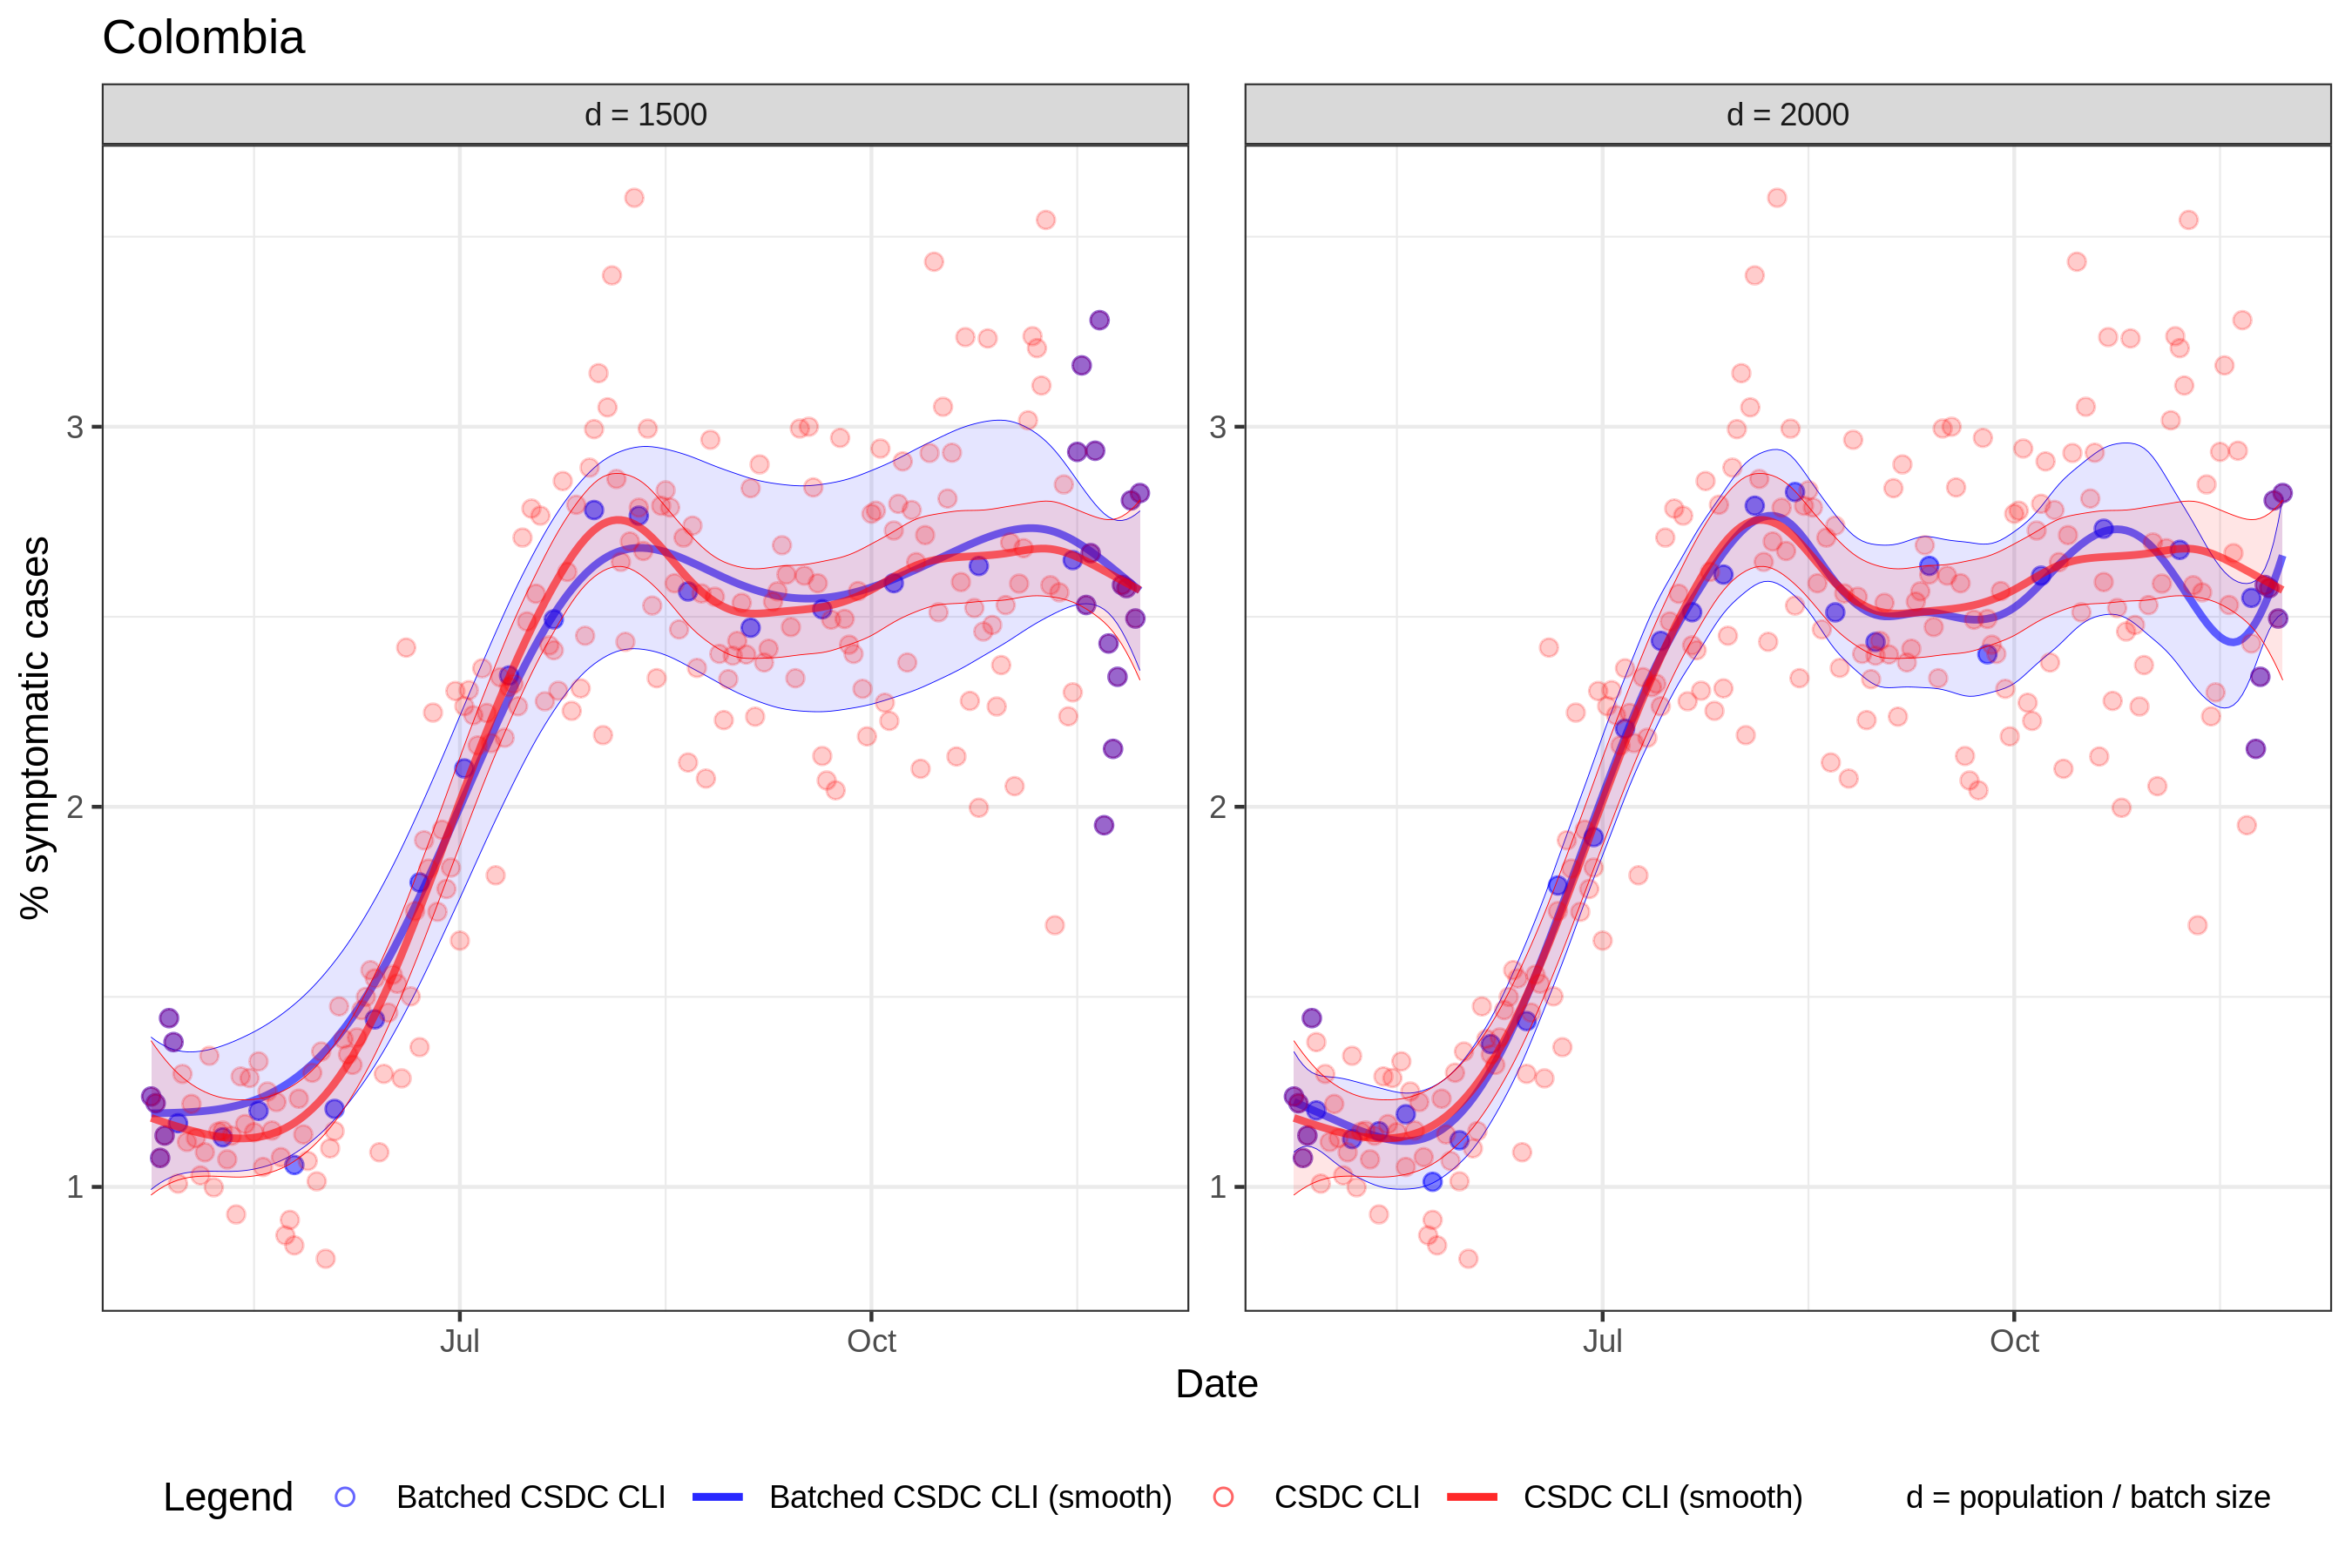 Colombia
d = 1500
d = 2000
% symptomatic cases
3
2
1
3
2
1
Jul
Oct
Jul
Oct
Date
Legend Batched CSDC CLI Batched CSDC CLI (smooth) CSDC CLI CSDC CLI (smooth) d = population / batch size